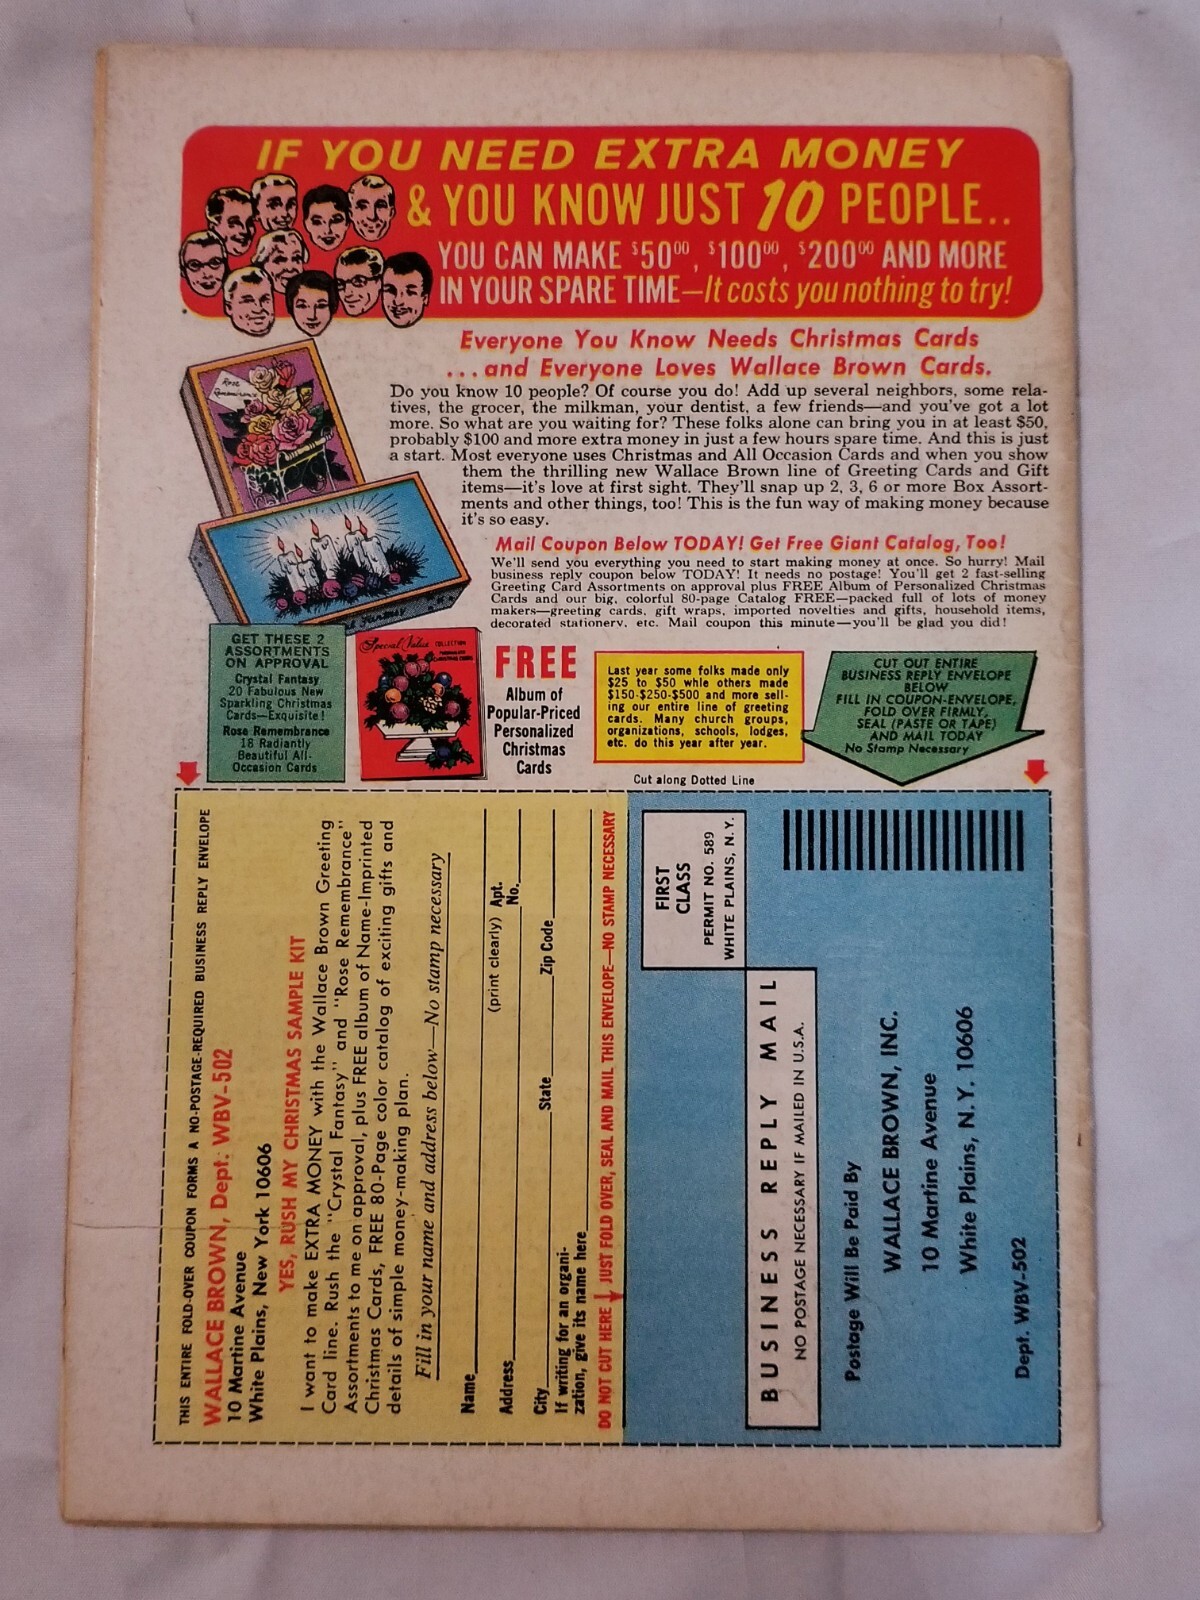 IF YOU NEED EXTRA MONEY
& YOU KNOW JUST 10 PEOPLE..
YOU CAN MAKE $50⁰⁰, $100⁰⁰, $200⁰⁰ AND MORE
IN YOUR SPARE TIME—It costs you nothing to try!
Everyone You Know Needs Christmas Cards
...and Everyone Loves Wallace Brown Cards.
Do you know 10 people? Of course you do! Add up several neighbors, some rela-
tives, the grocer, the milkman, your dentist, a few friends—and you've got a lot
more. So what are you waiting for? These folks alone can bring you in at least $50,
probably $100 and more extra money in just a few hours spare time. And this is just
a start. Most everyone uses Christmas and All Occasion Cards and when you show
them the thrilling new Wallace Brown line of Greeting Cards and Gift
items—it's love at first sight. They'll snap up 2, 3, 6 or more Box Assort-
ments and other things, too! This is the fun way of making money because
it's so easy.
Rose
Remembrance
Mail Coupon Below TODAY! Get Free Giant Catalog, Too!
We'll send you everything you need to start making money at once. So hurry! Mail
business reply coupon below TODAY! It needs no postage! You'll get 2 fast-selling
Greeting Card Assortments on approval plus FREE Album of Personalized Christmas
Cards and our big, colorful 80-page Catalog FREE—packed full of lots of money
makers—greeting cards, gift wraps, imported novelties and gifts, household items,
decorated stationery, etc. Mail coupon this minute—you'll be glad you did!
GET THESE 2
ASSORTMENTS
ON APPROVAL
Crystal Fantasy
20 Fabulous New
Sparkling Christmas
Cards—Exquisite!
Rose Remembrance
18 Radiantly
Beautiful All-
Occasion Cards
Special Value COLLECTION
FREE
Album of
Popular-Priced
Personalized
Christmas
Cards
Last year some folks made only
$25 to $50 whle others made
$150-$250-$500 and more sell-
ing our entire line of greeting
cards. Many church groups,
organizations, schools, lodges,
etc. do this year after year.
CUT OUT ENTIRE
BUSINESS REPLY ENVELOPE
BELOW
FILL IN COUPON-ENVELOPE,
FOLD OVER FIRMLY,
SEAL (PASTE OR TAPE)
AND MAIL TODAY
No Stamp Necessary
Cut along Dotted Line
THIS ENTIRE FOLD-OVER COUPON FORMS A NO-POSTAGE-REQUIRED BUSINESS REPLY ENVELOPE
WALLACE BROWN, Dept. WBV-502
10 Martine Avenue
White Plains, New York 10606
YES, RUSH MY CHRISTMAS SAMPLE KIT
I want to make EXTRA MONEY with the Wallace Brown Greeting
Card line. Rush the "Crystal Fantasy" and "Rose Remembrance"
Assortments to me on approval, plus FREE album of Name-Imprinted
Christmas Cards, FREE 80-Page color catalog of exciting gifts and
details of simple money-making plan.
Fill in your name and address below—No stamp necessary
Name
(print clearly)
Address
Apt. No.
City
State
Zip Code
If writing for an organi-
zation, give its name here
DO NOT CUT HERE JUST FOLD OVER, SEAL AND MAIL THIS ENVELOPE—NO STAMP NECESSARY
FIRST
CLASS
PERMIT NO. 589
WHITE PLAINS, N.Y.
BUSINESS REPLY MAIL
NO POSTAGE NECESSARY IF MAILED IN U.S.A.
Postage Will Be Paid By
WALLACE BROWN, INC.
10 Martine Avenue
White Plains, N.Y. 10606
Dept. WBV-502